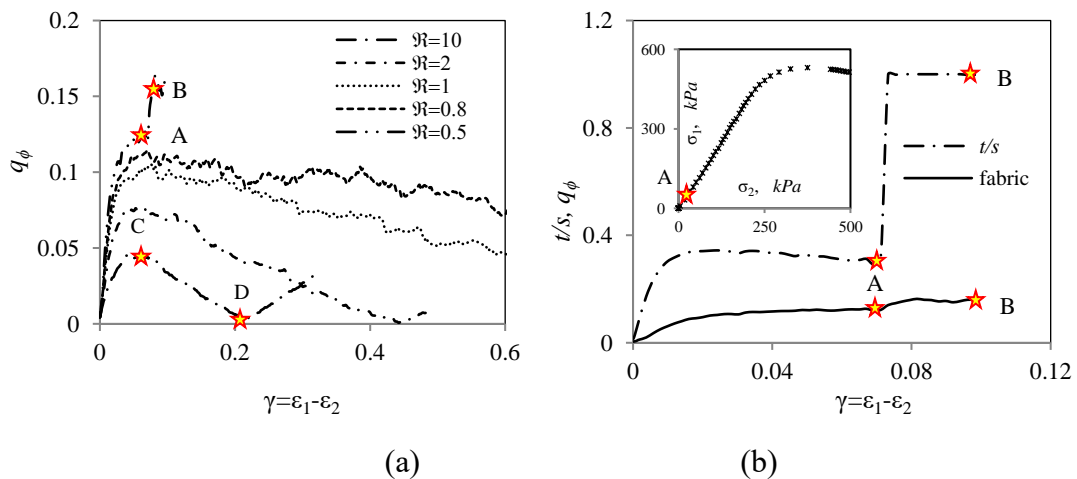 0.2
0.15
0.1
0.05
0
qϕ
ℜ=10
ℜ=2
ℜ=1
ℜ=0.8
ℜ=0.5
B
A
C
D
0 0.2 0.4 0.6
γ=ε₁-ε₂
(a)
1.2
0.8
0.4
0
t/s, qϕ
600
300
0
σ₁, kPa
A
σ₂, kPa
0 250 500
B
t/s
fabric
A
B
0 0.04 0.08 0.12
γ=ε₁-ε₂
(b)